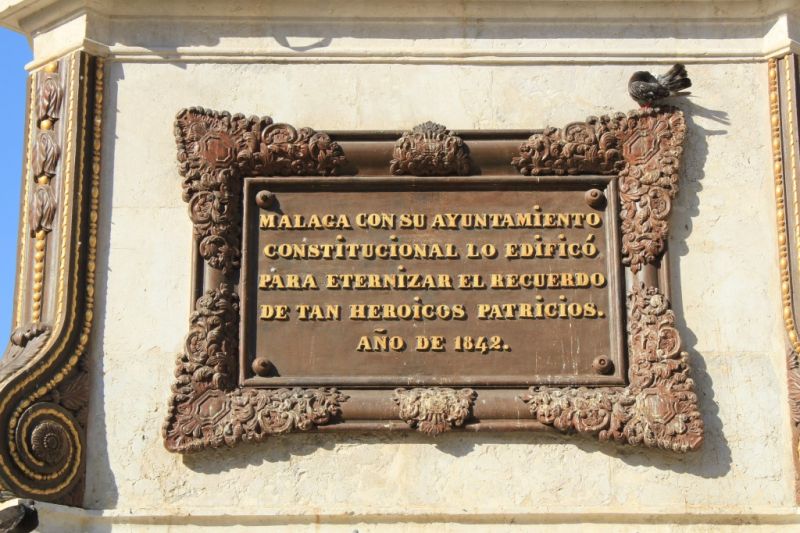 MALAGA CON SU AYUNTAMIENTO
CONSTITUCIONAL LO EDIFICÓ
PARA ETERNIZAR EL RECUERDO
DE TAN HEROICOS PATRICIOS.
AÑO DE 1842.